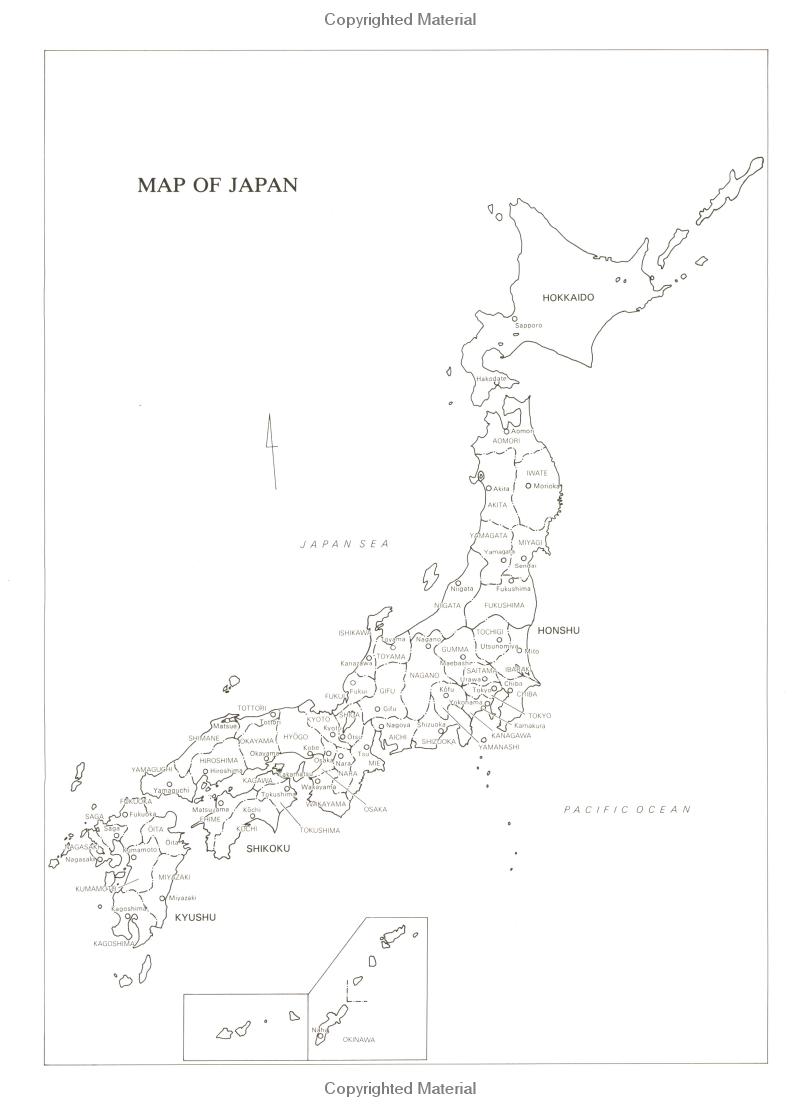 Copyrighted Material
MAP OF JAPAN
HOKKAIDO
Sapporo
Hakodate
Aomori
AOMORI
IWATE
Akita
Morioka
AKITA
YAMAGATA
MIYAGI
JAPAN SEA
Yamagata
Sendai
Niigata
Fukushima
NIIGATA
FUKUSHIMA
HONSHU
ISHIKAWA
TOCHIGI
Toyama
Nagano
Utsunomiya
GUMMA
Mito
TOYAMA
Kanazawa
Maebashi
IBARAKI
SAITAMA
NAGANO
Urawa
Chiba
Fukui
GIFU
Kōfu
Tokyo
CHIBA
FUKUI
Yokohama
TOTTORI
Gifu
SHIGA
TOKYO
KYOTO
Tottori
Matsue
Nagoya
Shizuoka
Kamakura
Kyoto
KANAGAWA
SHIMANE
OKAYAMA
HYŌGO
Ōtsu
AICHI
SHIZUOKA
YAMANASHI
Kobe
Okayama
Tsu
Osaka
Nara
HIROSHIMA
MIE
YAMAGUCHI
Hiroshima
Takamatsu
NARA
KAGAWA
Wakayama
Yamaguchi
Tokushima
FUKUOKA
WAKAYAMA
OSAKA
Matsuyama
Kōchi
PACIFIC OCEAN
SAGA
Fukuoka
EHIME
Saga
ŌITA
KŌCHI
TOKUSHIMA
Ōita
NAGASAKI
Kumamoto
SHIKOKU
Nagasaki
MIYAZAKI
KUMAMOTO
Miyazaki
Kagoshima
KYUSHU
KAGOSHIMA
Naha
OKINAWA
Copyrighted Material